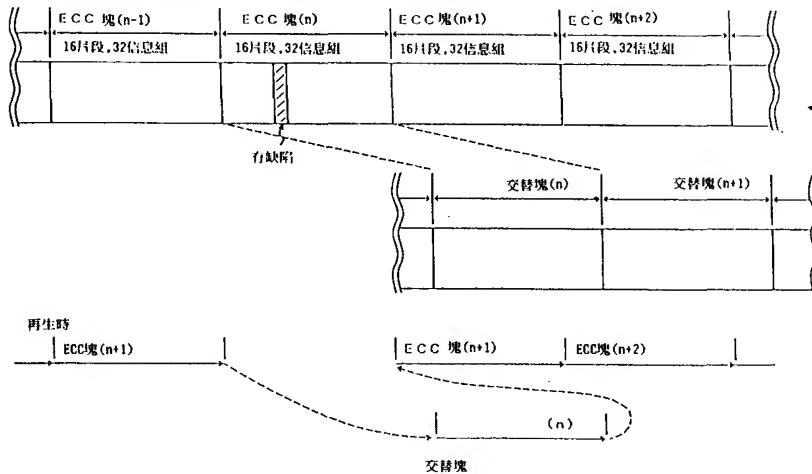 ECC 塊(n-1)
ECC 塊(n)
ECC 塊(n+1)
ECC 塊(n+2)
16片段,32信息組
16片段,32信息組
16片段,32信息組
16片段,32信息組
有缺陷
交替塊(n)
交替塊(n+1)
再生時
ECC塊(n+1)
ECC 塊(n+1)
ECC塊(n+2)
(n)
交替塊